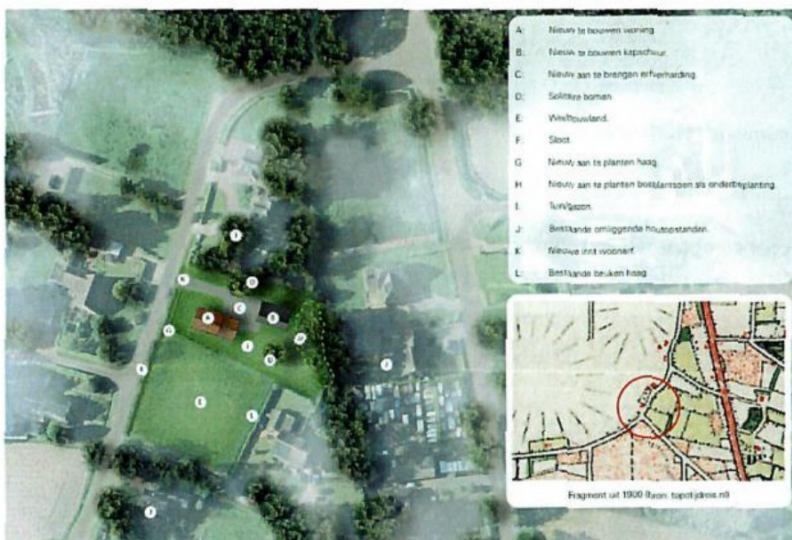 A: Nieuw te bouwen woning.
B: Nieuw te bouwen kapschuur.
C: Nieuw aan te brengen erfverharding.
D: Solitaire bomen
E: Weibouwland.
F: Sloot.
G Nieuw aan te planten haag.
H Nieuw aan te planten bosplantsoen als onderbeplanting.
I: Tuin/gazon.
J: Bestaande omliggende houtopstanden.
K Nieuwe inrit woonerf.
L: Bestaande beuken haag.
J
K
D
C
A
B
G
H
I
D
F
J
E
L
J
Fragment uit 1900 (bron: topotijdreis.nl)